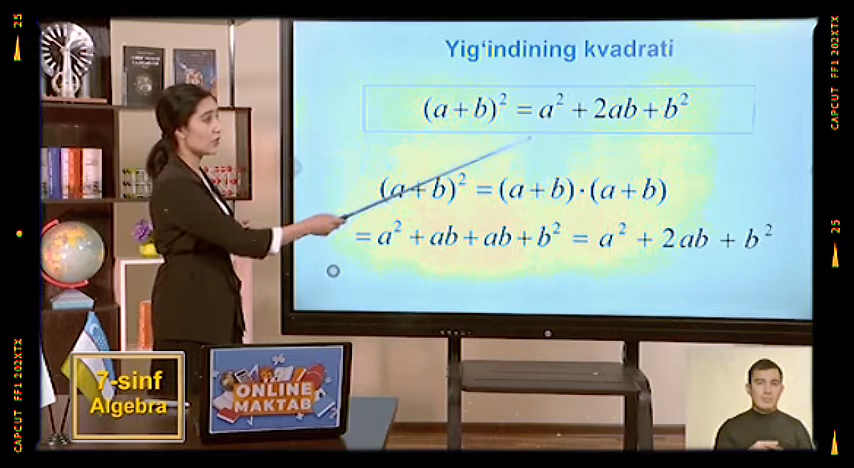 25
25
CAPCUT FF1 202XTX
CAPCUT FF1 202XTX
Yig‘indining kvadrati
(a+b)² = a² + 2ab + b²
(a+b)² = (a+b)·(a+b)
= a² + ab + ab + b² = a² + 2ab + b²
7-sinf
Algebra
ONLINE
MAKTAB